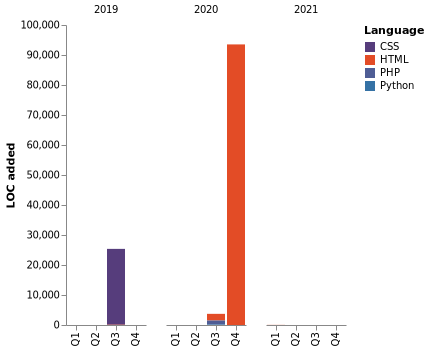 2019 2020 2021
100,000
90,000
80,000
70,000
60,000
50,000
40,000
30,000
20,000
10,000
0
LOC added
Q1 Q2 Q3 Q4 Q1 Q2 Q3 Q4 Q1 Q2 Q3 Q4
Language
CSS
HTML
PHP
Python